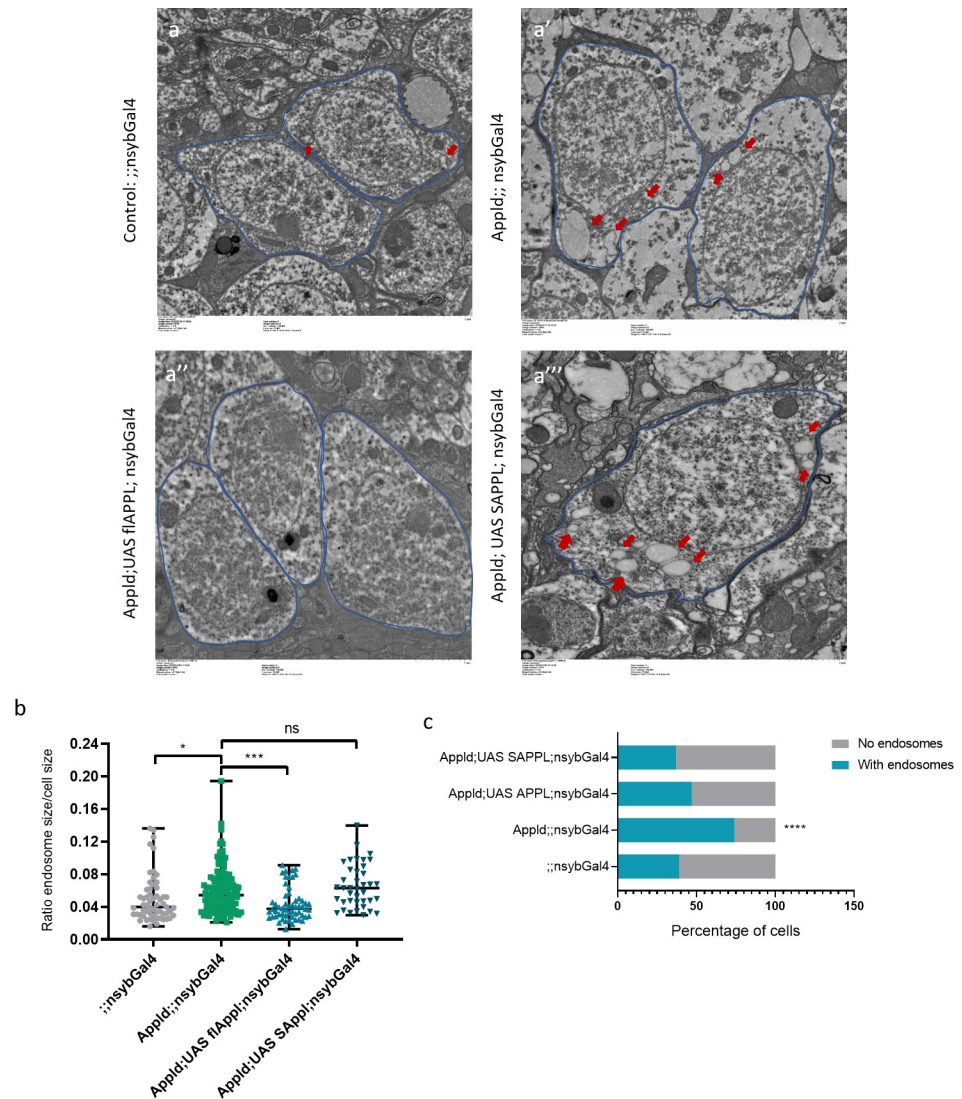 a
Control: ;;nsybGal4
a'
Appld;; nsybGal4
a''
Appld;UAS flAPPL; nsybGal4
a'''
Appld; UAS SAPPL; nsybGal4
b
Ratio endosome size/cell size
0.24
0.20
0.16
0.12
0.08
0.04
0.00
*
***
ns
;;nsybGal4
Appld;;nsybGal4
Appld;UAS flAppl;nsybGal4
Appld;UAS SAppl;nsybGal4
c
Appld;UAS SAPPL;nsybGal4
Appld;UAS APPL;nsybGal4
Appld;;nsybGal4
;;nsybGal4
****
No endosomes
With endosomes
0 50 100 150
Percentage of cells